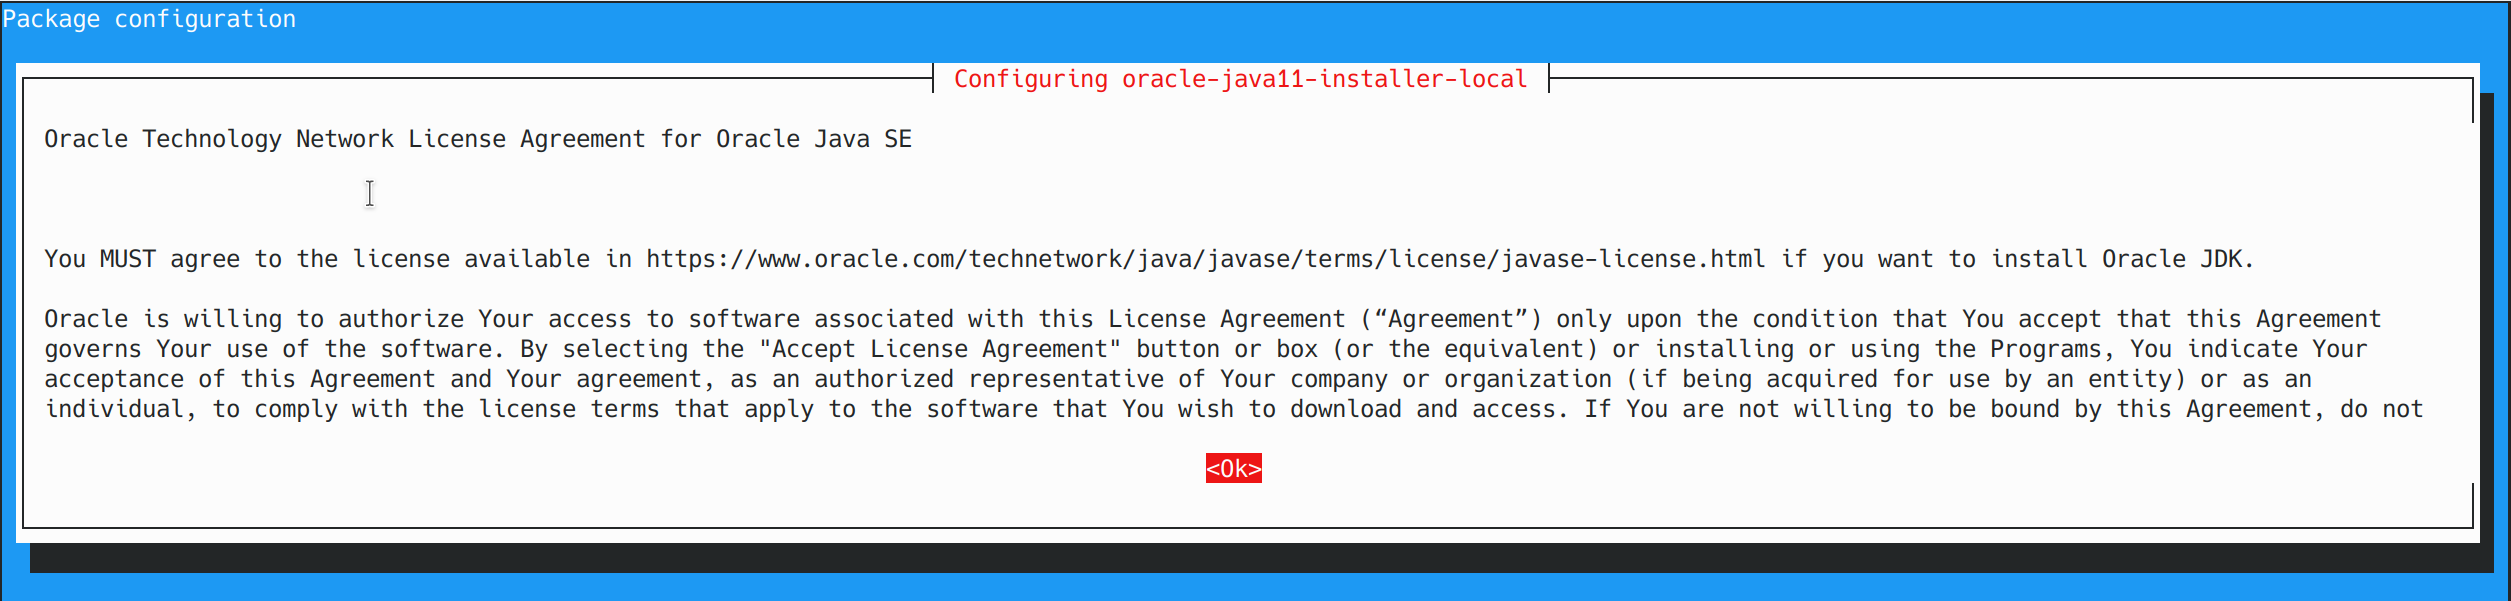 Package configuration
Configuring oracle-java11-installer-local
Oracle Technology Network License Agreement for Oracle Java SE
You MUST agree to the license available in https://www.oracle.com/technetwork/java/javase/terms/license/javase-license.html if you want to install Oracle JDK.
Oracle is willing to authorize Your access to software associated with this License Agreement (“Agreement”) only upon the condition that You accept that this Agreement
governs Your use of the software. By selecting the "Accept License Agreement" button or box (or the equivalent) or installing or using the Programs, You indicate Your
acceptance of this Agreement and Your agreement, as an authorized representative of Your company or organization (if being acquired for use by an entity) or as an
individual, to comply with the license terms that apply to the software that You wish to download and access. If You are not willing to be bound by this Agreement, do not
<Ok>